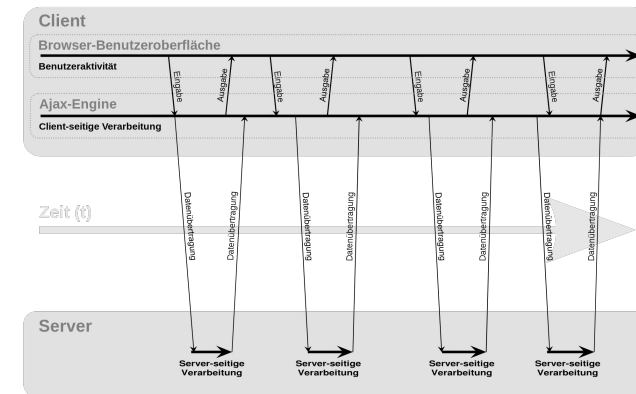 Client
Browser-Benutzeroberfläche
Benutzeraktivität
Eingabe
Ausgabe
Eingabe
Ausgabe
Eingabe
Ausgabe
Eingabe
Ausgabe
Ajax-Engine
Client-seitige Verarbeitung
Datenübertragung
Datenübertragung
Datenübertragung
Datenübertragung
Datenübertragung
Datenübertragung
Datenübertragung
Datenübertragung
Zeit (t)
Server
Server-seitige
Verarbeitung
Server-seitige
Verarbeitung
Server-seitige
Verarbeitung
Server-seitige
Verarbeitung